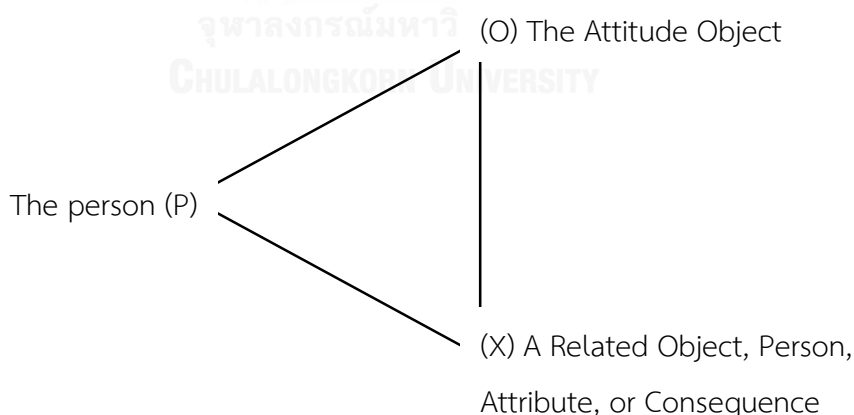 จุฬาลงกรณ์มหาวิ
(O) The Attitude Object
CHULALONGKORN UNIVERSITY
The person (P)
(X) A Related Object, Person,
Attribute, or Consequence